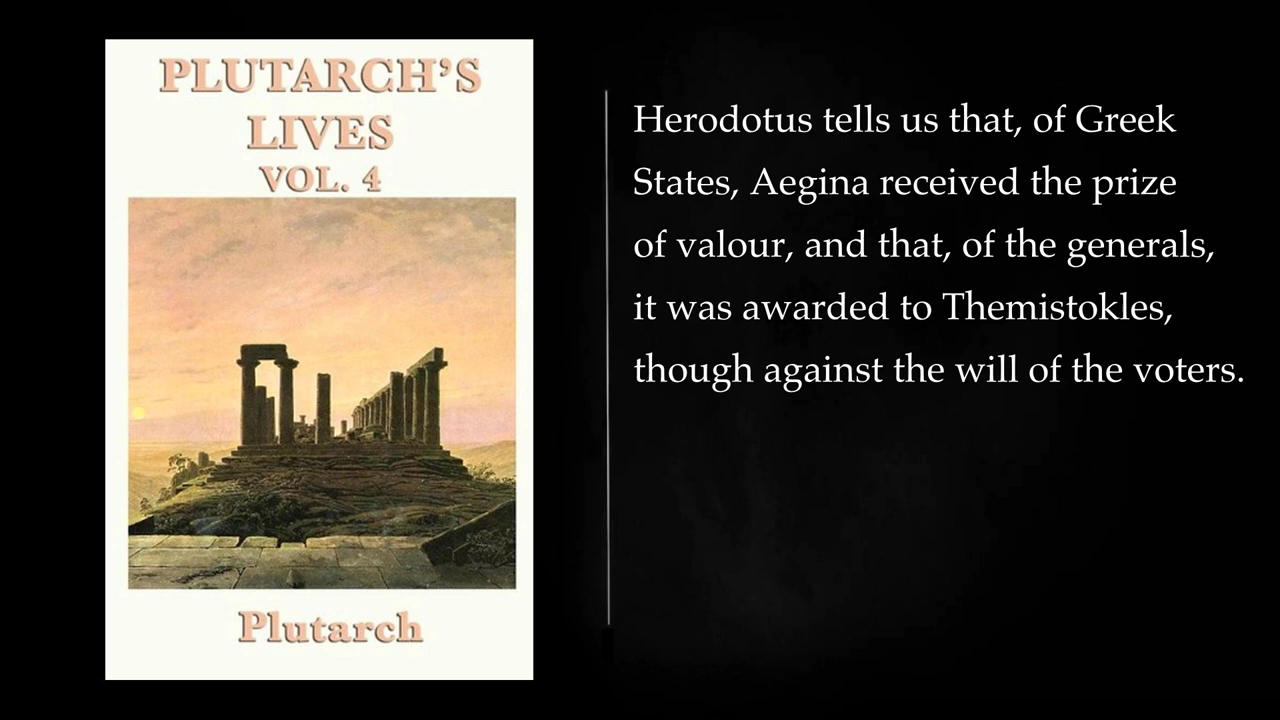 PLUTARCH'S
LIVES
VOL. 4
Plutarch
Herodotus tells us that, of Greek
States, Aegina received the prize
of valour, and that, of the generals,
it was awarded to Themistokles,
though against the will of the voters.